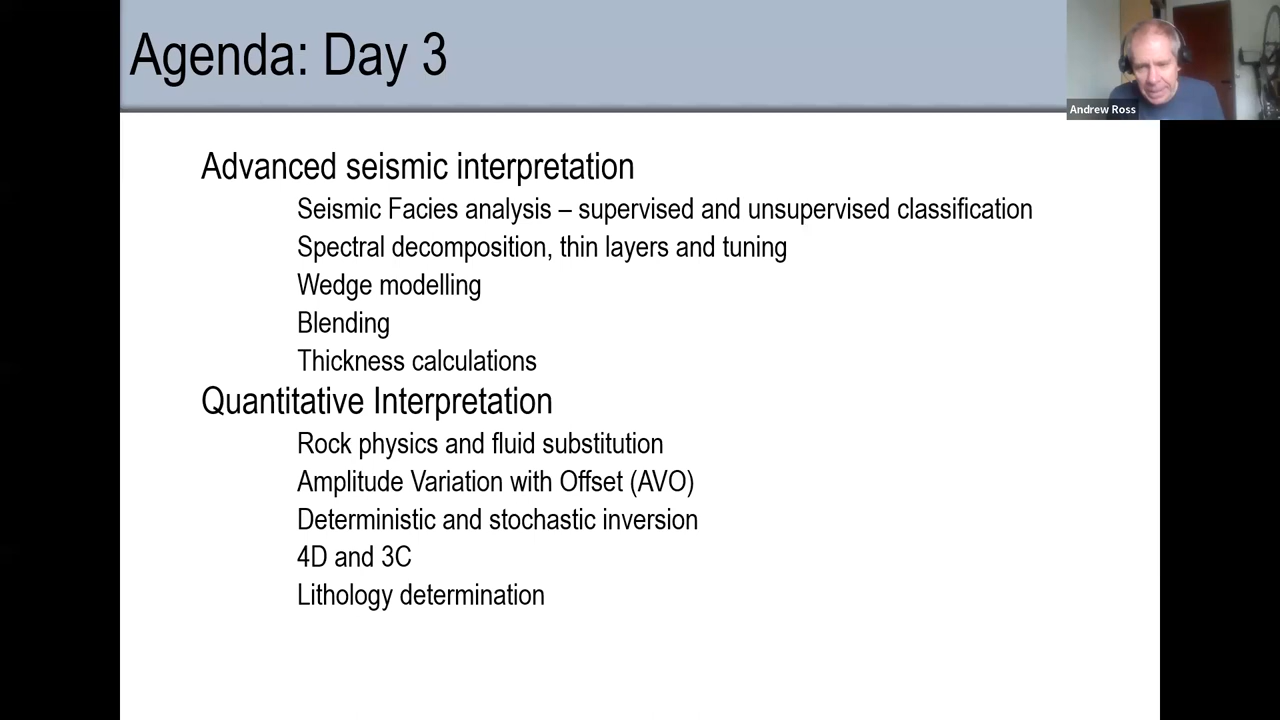 Agenda: Day 3
Andrew Ross
Advanced seismic interpretation
Seismic Facies analysis – supervised and unsupervised classification
Spectral decomposition, thin layers and tuning
Wedge modelling
Blending
Thickness calculations
Quantitative Interpretation
Rock physics and fluid substitution
Amplitude Variation with Offset (AVO)
Deterministic and stochastic inversion
4D and 3C
Lithology determination